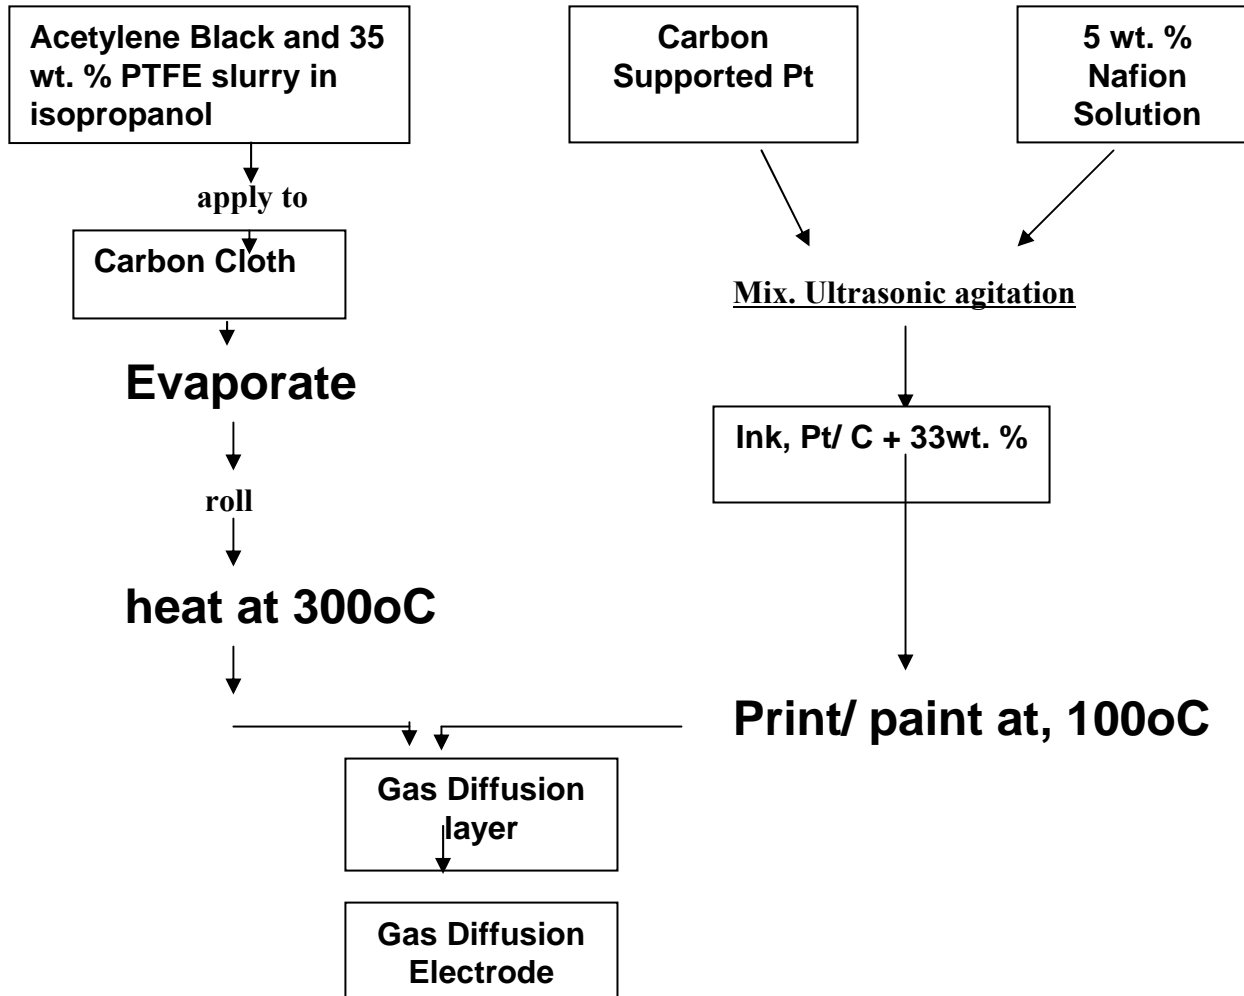 Acetylene Black and 35
wt. % PTFE slurry in
isopropanol
Carbon
Supported Pt
5 wt. %
Nafion
Solution
apply to
Carbon Cloth
Mix. Ultrasonic agitation
Evaporate
Ink, Pt/ C + 33wt. %
roll
heat at 300oC
Print/ paint at, 100oC
Gas Diffusion
layer
Gas Diffusion
Electrode